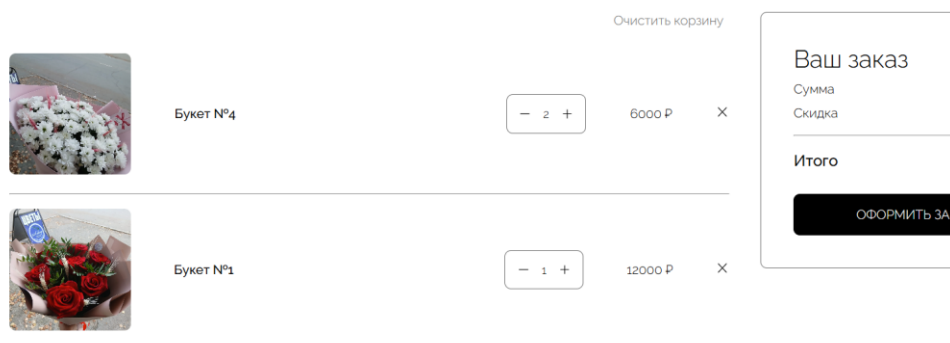 Очистить корзину
Букет №4
− 2 +
6000 ₽
×
Букет №1
− 1 +
12000 ₽
×
Ваш заказ
Сумма
Скидка
Итого
ОФОРМИТЬ ЗА